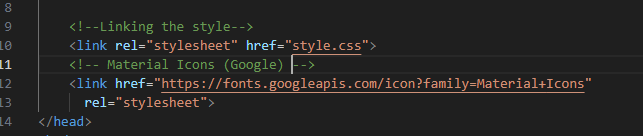 8
9 <!--Linking the style-->
10 <link rel="stylesheet" href="style.css">
11 <!-- Material Icons (Google) -->
12 <link href="https://fonts.googleapis.com/icon?family=Material+Icons"
13 rel="stylesheet">
14 </head>